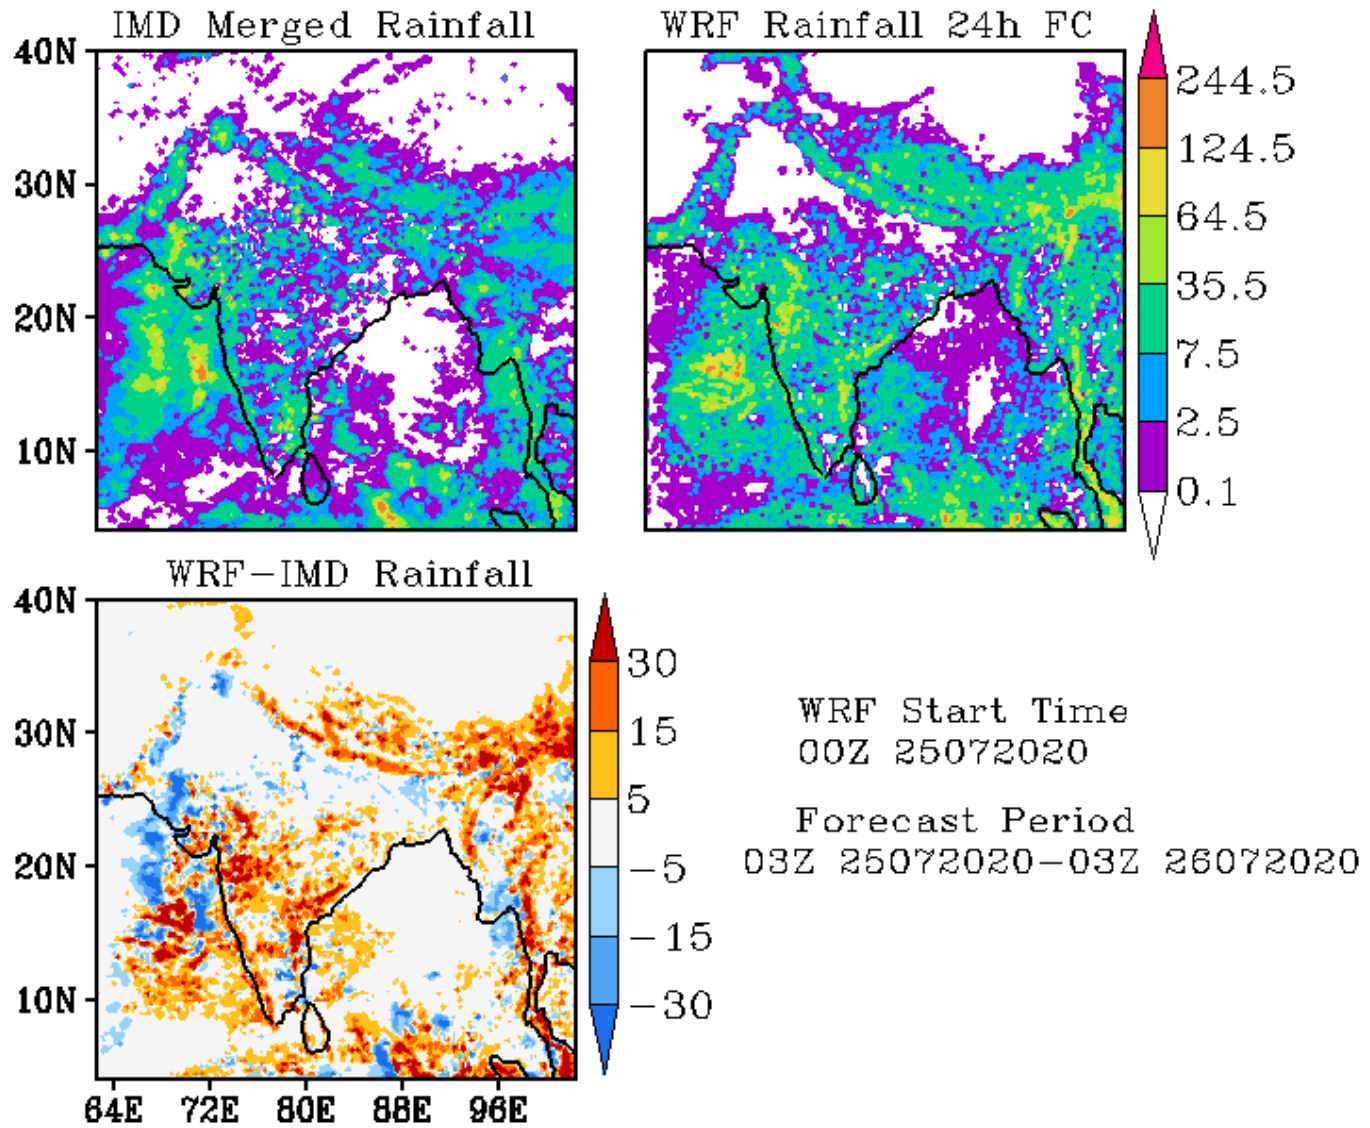 IMD Merged Rainfall
WRF Rainfall 24h FC
40N
30N
20N
10N
244.5
124.5
64.5
35.5
7.5
2.5
0.1
WRF-IMD Rainfall
40N
30N
20N
10N
64E 72E 80E 88E 96E
30
15
5
-5
-15
-30
WRF Start Time
00Z 25072020
Forecast Period
03Z 25072020-03Z 26072020